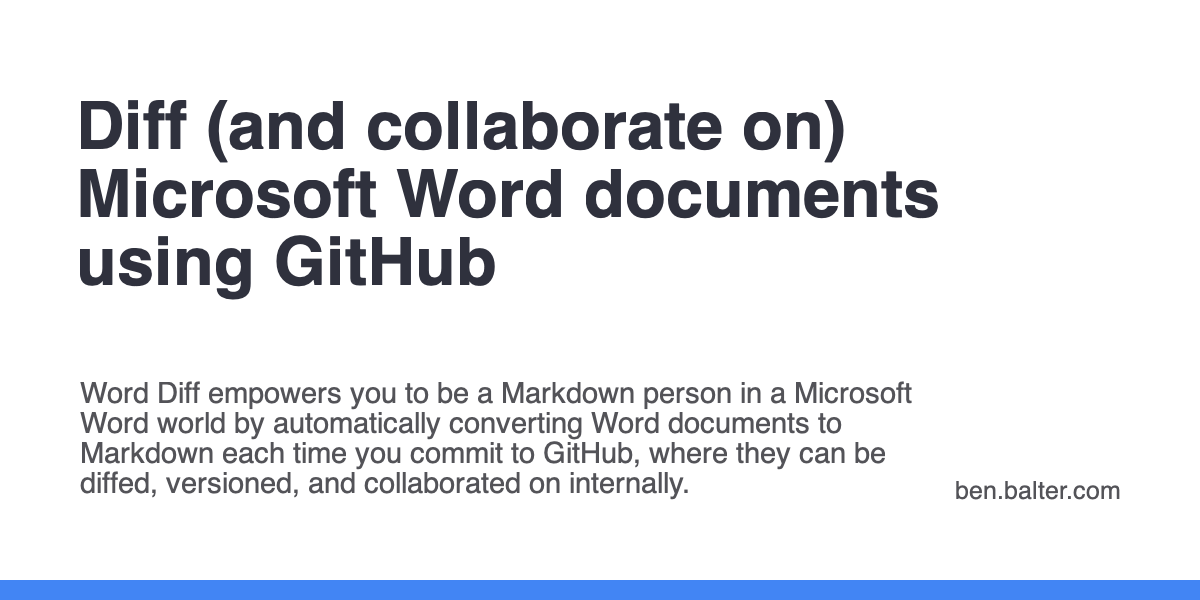 Diff (and collaborate on)
Microsoft Word documents
using GitHub
Word Diff empowers you to be a Markdown person in a Microsoft
Word world by automatically converting Word documents to
Markdown each time you commit to GitHub, where they can be
diffed, versioned, and collaborated on internally.
ben.balter.com